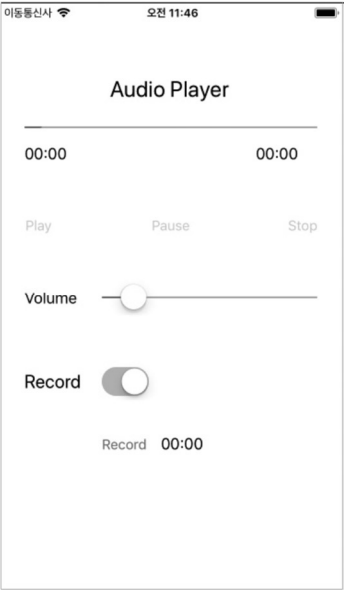 이동통신사 오전 11:46
Audio Player
00:00 00:00
Play Pause Stop
Volume
Record
Record 00:00